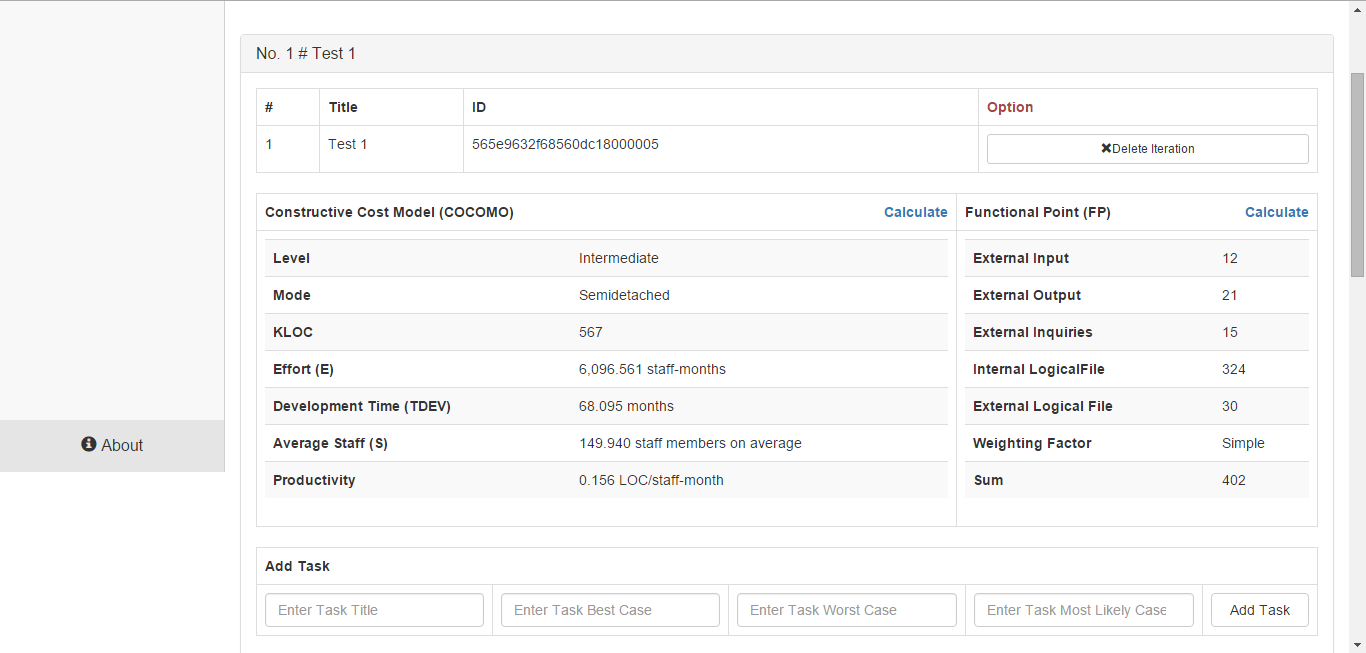 No. 1 # Test 1
# Title ID Option
1 Test 1 565e9632f68560dc18000005 Delete Iteration
Constructive Cost Model (COCOMO) Calculate Functional Point (FP) Calculate
Level Intermediate External Input 12
Mode Semidetached External Output 21
KLOC 567 External Inquiries 15
Effort (E) 6,096.561 staff-months Internal LogicalFile 324
Development Time (TDEV) 68.095 months External Logical File 30
Average Staff (S) 149.940 staff members on average Weighting Factor Simple
About
Productivity 0.156 LOC/staff-month Sum 402
Add Task
Enter Task Title Enter Task Best Case Enter Task Worst Case Enter Task Most Likely Case Add Task